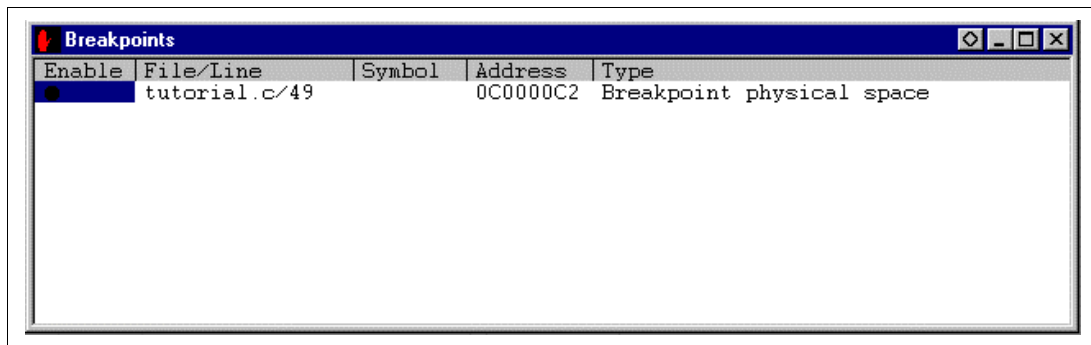 Breakpoints
Enable File/Line Symbol Address Type
tutorial.c/49 0C0000C2 Breakpoint physical space